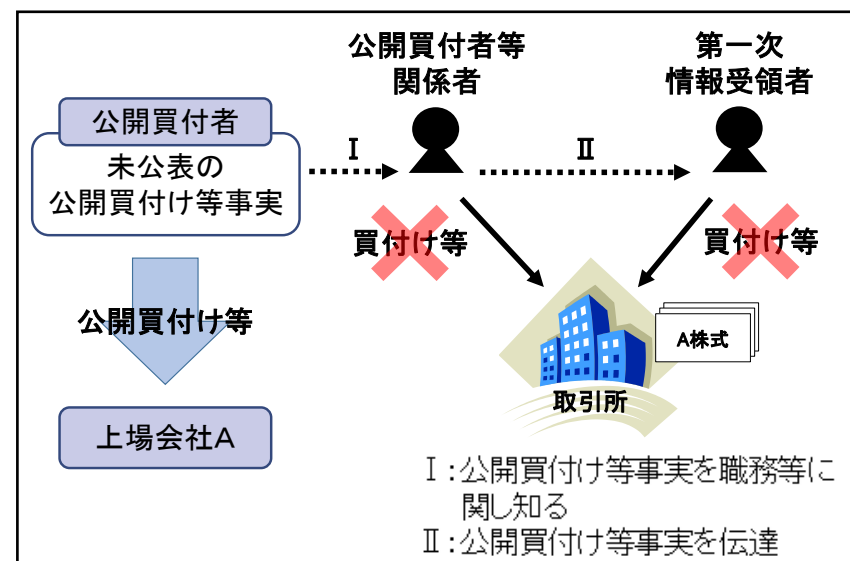 公開買付者等
関係者
第一次
情報受領者
公開買付者
未公表の
公開買付け等事実
Ⅰ
Ⅱ
買付け等
買付け等
公開買付け等
A株式
取引所
上場会社A
Ⅰ:公開買付け等事実を職務等に
関し知る
Ⅱ:公開買付け等事実を伝達